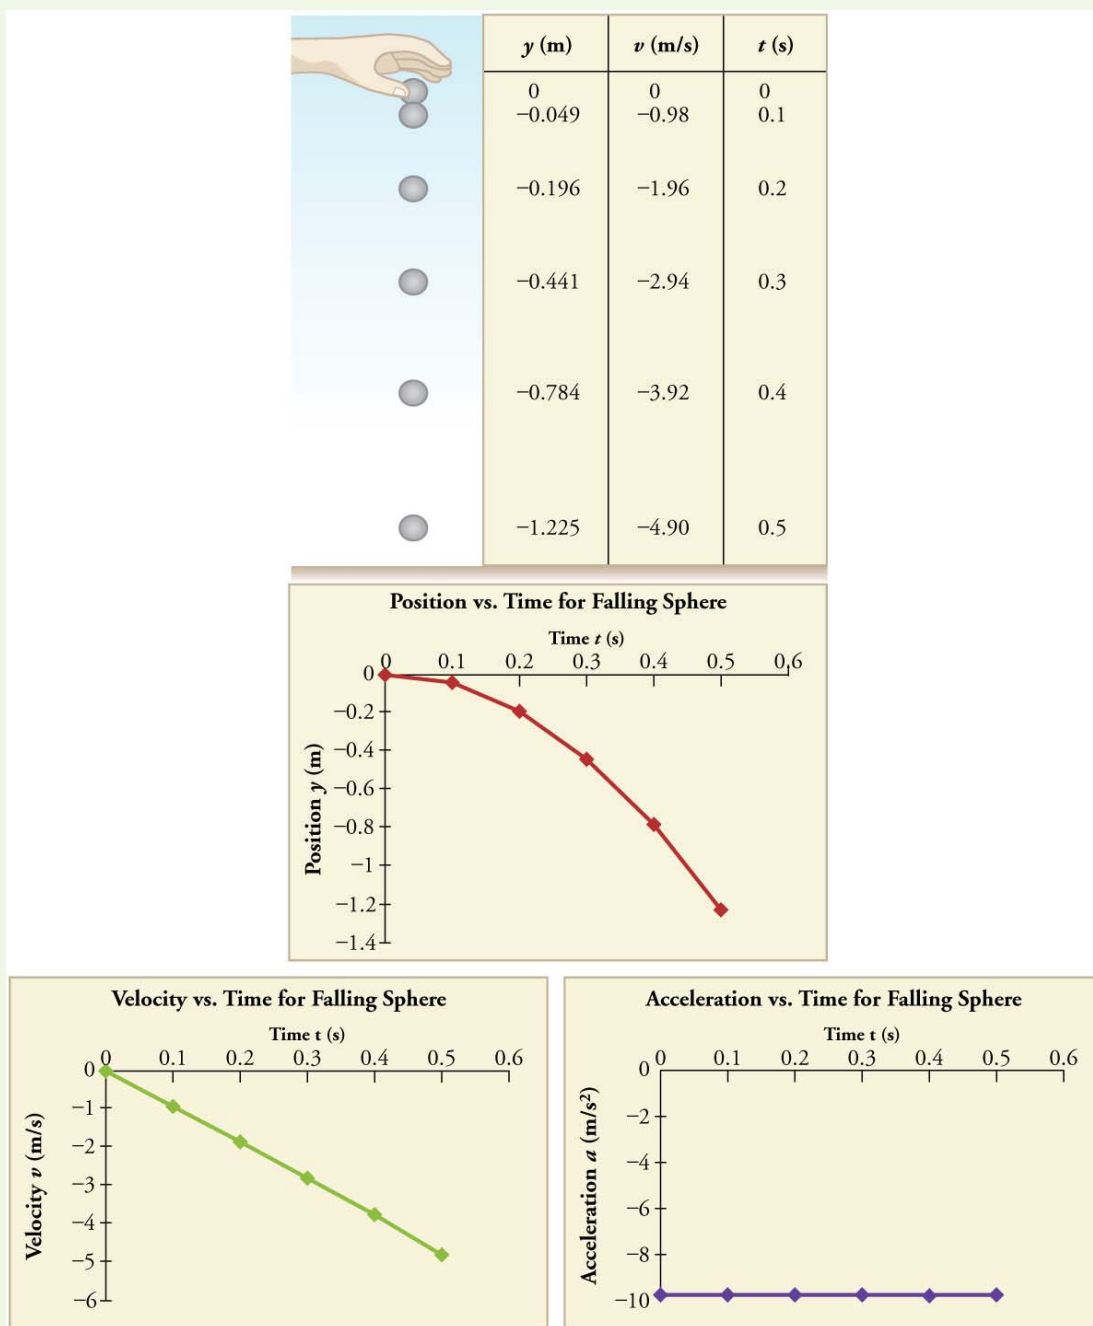 y (m) v (m/s) t (s)
0 0 0
−0.049 −0.98 0.1
−0.196 −1.96 0.2
−0.441 −2.94 0.3
−0.784 −3.92 0.4
−1.225 −4.90 0.5
Position vs. Time for Falling Sphere
Time t (s)
0 0.1 0.2 0.3 0.4 0.5 0.6
0
−0.2
−0.4
−0.6
−0.8
−1
−1.2
−1.4
Position y (m)
Velocity vs. Time for Falling Sphere
Time t (s)
0 0.1 0.2 0.3 0.4 0.5 0.6
0
−1
−2
−3
−4
−5
−6
Velocity v (m/s)
Acceleration vs. Time for Falling Sphere
Time t (s)
0 0.1 0.2 0.3 0.4 0.5 0.6
0
−2
−4
−6
−8
−10
Acceleration a (m/s²)